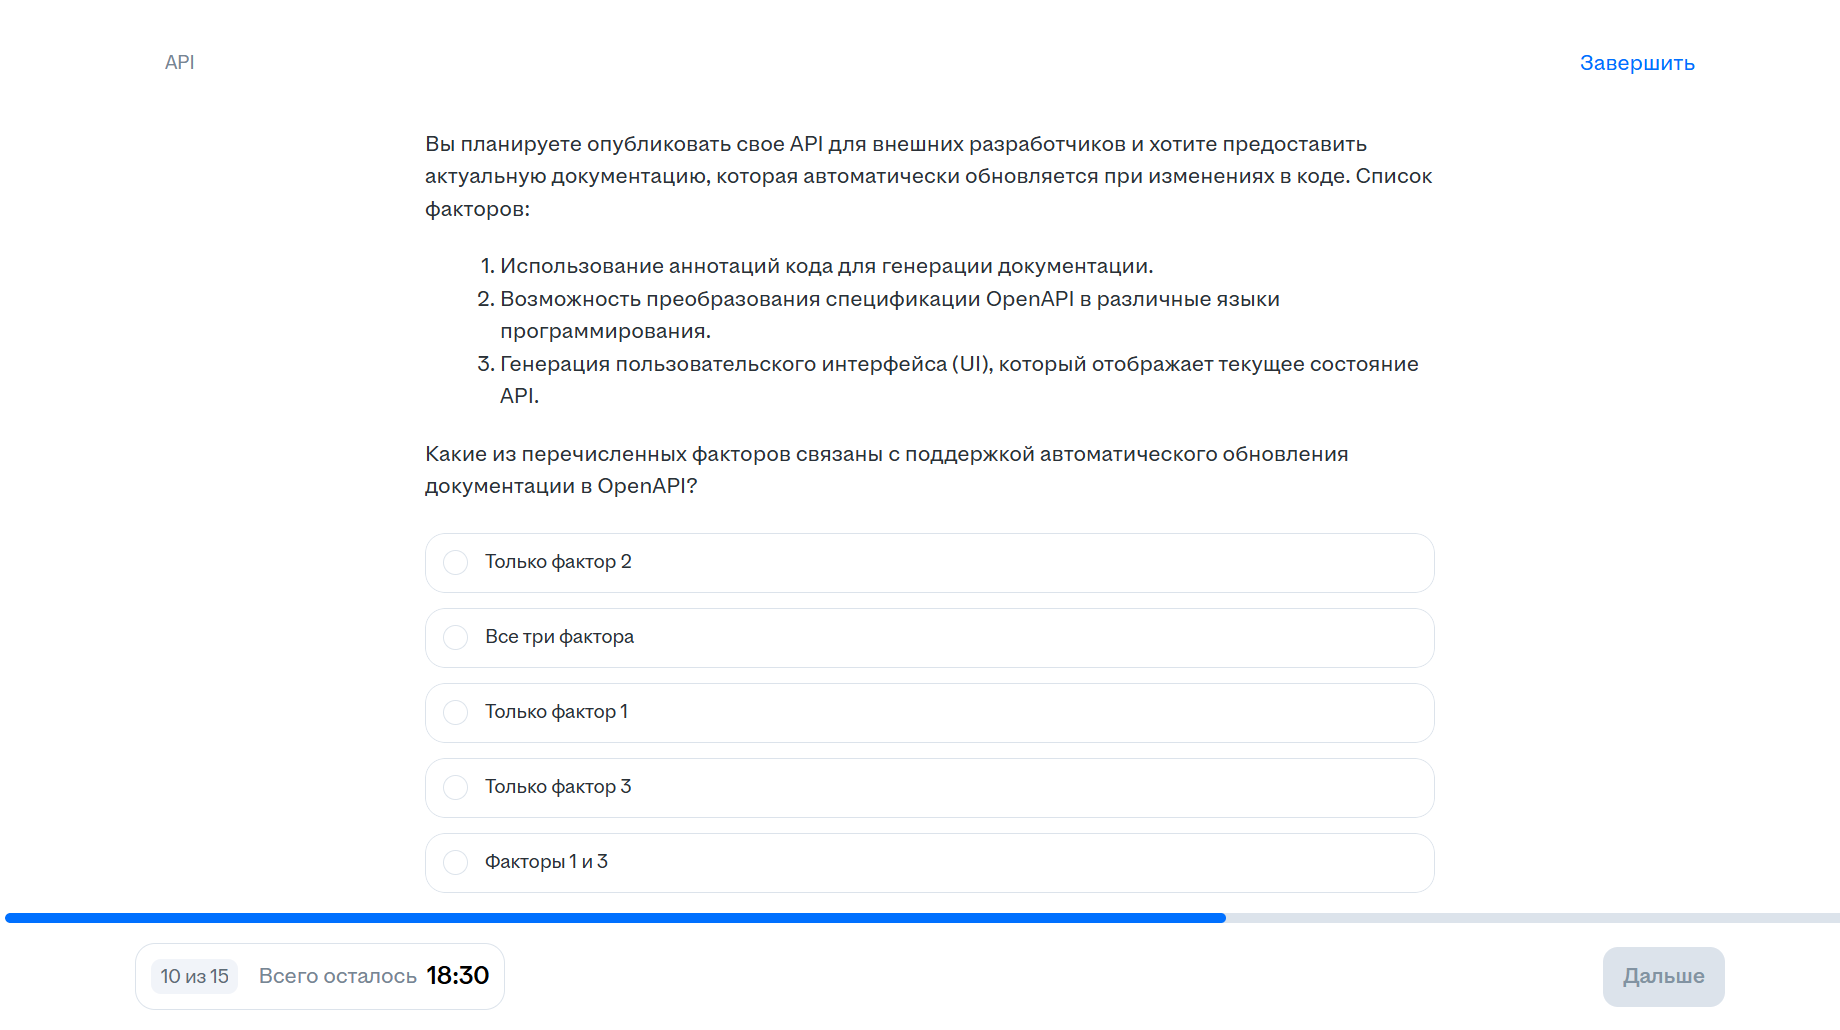 API
Завершить
Вы планируете опубликовать свое API для внешних разработчиков и хотите предоставить
актуальную документацию, которая автоматически обновляется при изменениях в коде. Список
факторов:
1. Использование аннотаций кода для генерации документации.
2. Возможность преобразования спецификации OpenAPI в различные языки
программирования.
3. Генерация пользовательского интерфейса (UI), который отображает текущее состояние
API.
Какие из перечисленных факторов связаны с поддержкой автоматического обновления
документации в OpenAPI?
Только фактор 2
Все три фактора
Только фактор 1
Только фактор 3
Факторы 1 и 3
10 из 15
Всего осталось 18:30
Дальше